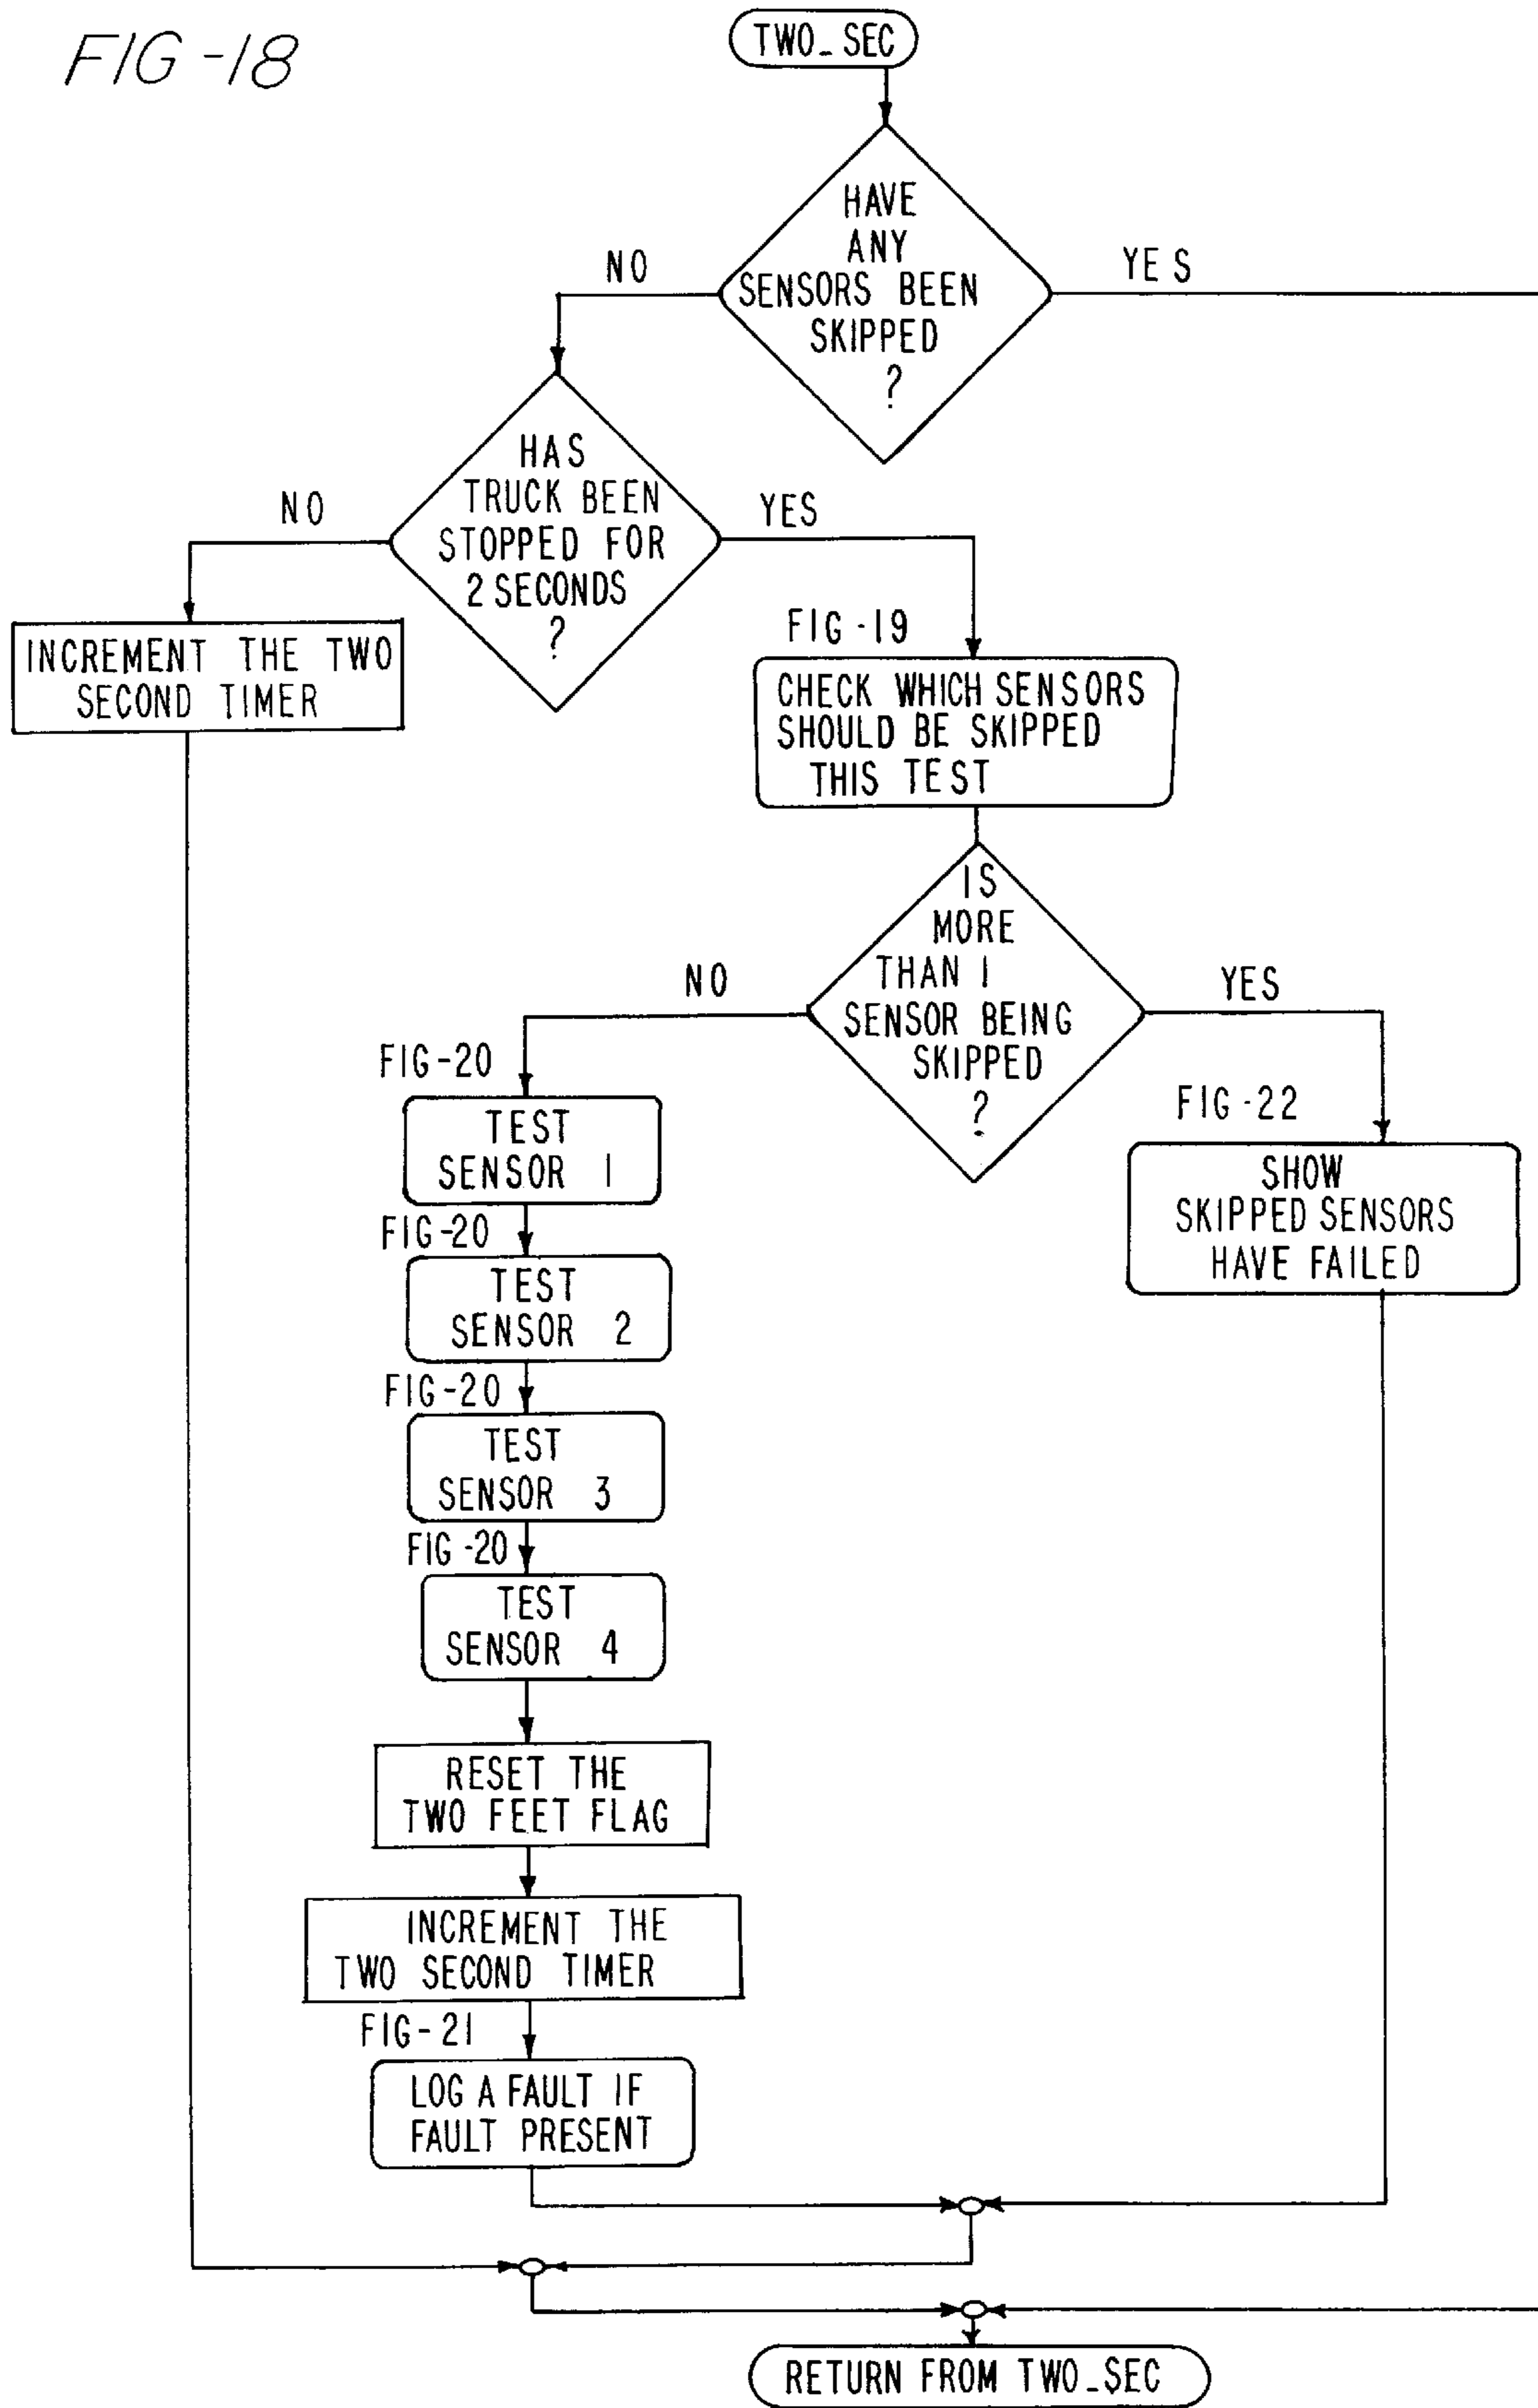 FIG-18
TWO_SEC
HAVE
ANY
SENSORS BEEN
SKIPPED
?
NO
YES
HAS
TRUCK BEEN
STOPPED FOR
2 SECONDS
?
NO
YES
INCREMENT THE TWO
SECOND TIMER
FIG-19
CHECK WHICH SENSORS
SHOULD BE SKIPPED
THIS TEST
IS
MORE
THAN 1
SENSOR BEING
SKIPPED
?
NO
YES
FIG-20
TEST
SENSOR 1
FIG-22
SHOW
SKIPPED SENSORS
HAVE FAILED
FIG-20
TEST
SENSOR 2
FIG-20
TEST
SENSOR 3
FIG-20
TEST
SENSOR 4
RESET THE
TWO FEET FLAG
INCREMENT THE
TWO SECOND TIMER
FIG-21
LOG A FAULT IF
FAULT PRESENT
RETURN FROM TWO_SEC